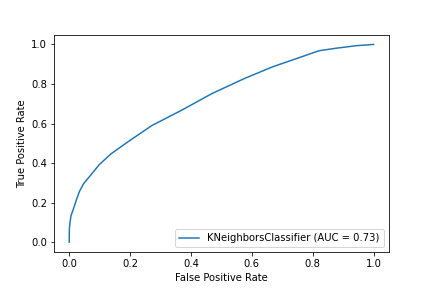 1.0
0.8
0.6
0.4
0.2
0.0
True Positive Rate
KNeighborsClassifier (AUC = 0.73)
0.0 0.2 0.4 0.6 0.8 1.0
False Positive Rate